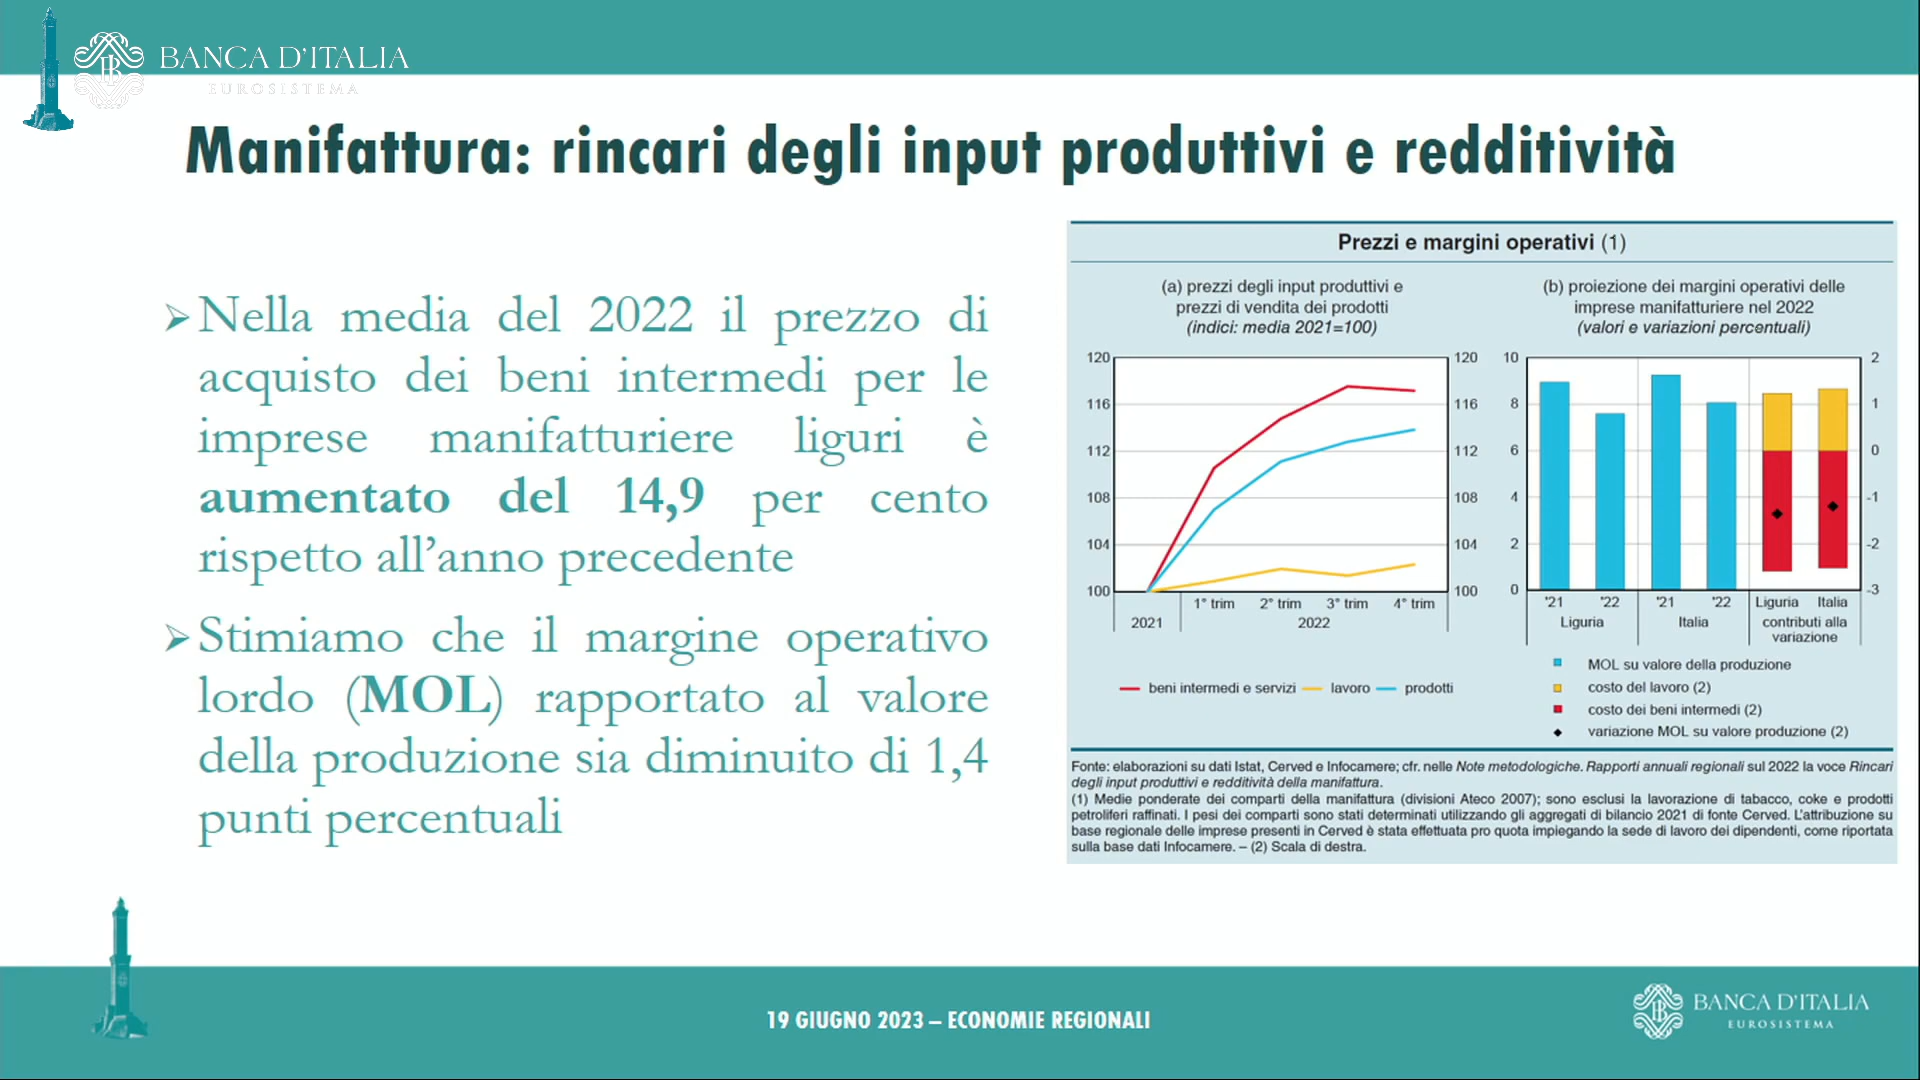 BANCA D'ITALIA
EUROSISTEMA
Manifattura: rincari degli input produttivi e redditività
➢Nella media del 2022 il prezzo di
acquisto dei beni intermedi per le
imprese manifatturiere liguri è
aumentato del 14,9 per cento
rispetto all'anno precedente
➢Stimiamo che il margine operativo
lordo (MOL) rapportato al valore
della produzione sia diminuito di 1,4
punti percentuali
Prezzi e margini operativi (1)
(a) prezzi degli input produttivi e
prezzi di vendita dei prodotti
(indici: media 2021=100)
120 120
116 116
112 112
108 108
104 104
100 100
1° trim 2° trim 3° trim 4° trim
2021 2022
beni intermedi e servizi lavoro prodotti
(b) proiezione dei margini operativi delle
imprese manifatturiere nel 2022
(valori e variazioni percentuali)
10 2
8 1
6 0
4 -1
2 -2
0 -3
'21 '22 '21 '22 Liguria Italia
Liguria Italia contributi alla
variazione
MOL su valore della produzione
costo del lavoro (2)
costo dei beni intermedi (2)
variazione MOL su valore produzione (2)
Fonte: elaborazioni su dati Istat, Cerved e Infocamere; cfr. nelle Note metodologiche. Rapporti annuali regionali sul 2022 la voce Rincari
degli input produttivi e redditività della manifattura.
(1) Medie ponderate dei comparti della manifattura (divisioni Ateco 2007); sono esclusi la lavorazione di tabacco, coke e prodotti
petroliferi raffinati. I pesi dei comparti sono stati determinati utilizzando gli aggregati di bilancio 2021 di fonte Cerved. L'attribuzione su
base regionale delle imprese presenti in Cerved è stata effettuata pro quota impiegando la sede di lavoro dei dipendenti, come riportata
sulla base dati Infocamere. – (2) Scala di destra.
19 GIUGNO 2023 – ECONOMIE REGIONALI
BANCA D'ITALIA
EUROSISTEMA